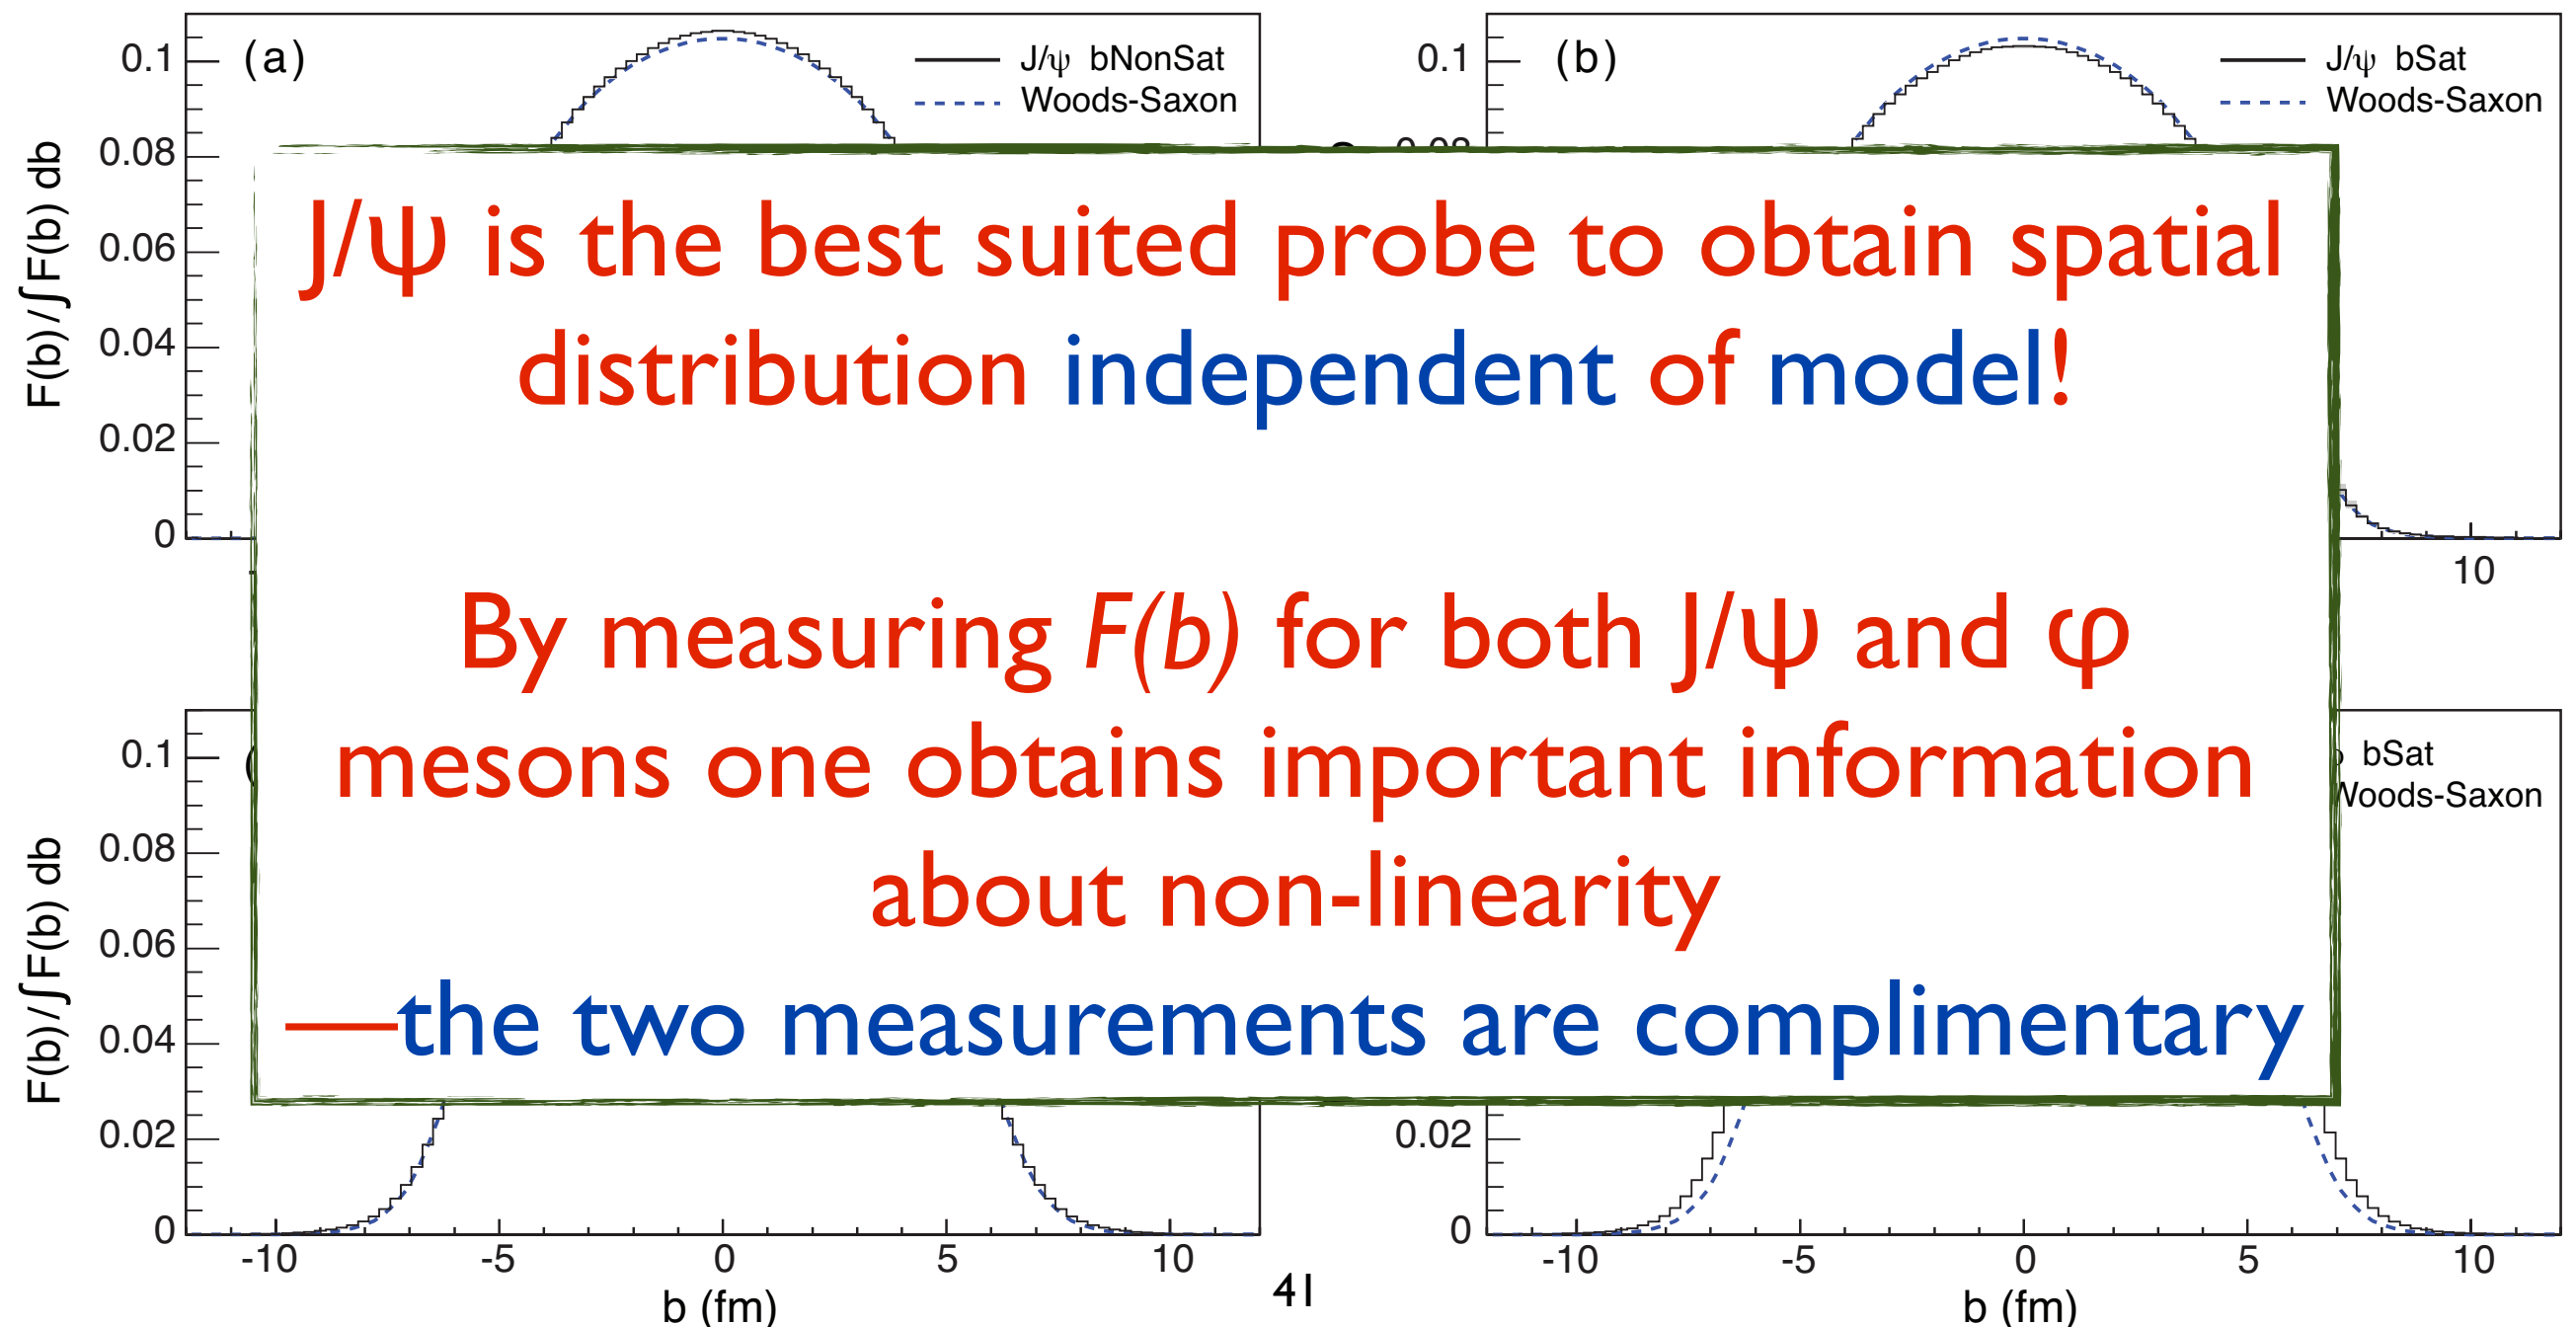 (a)
J/ψ bNonSat
Woods-Saxon
0.1
0.08
0.06
0.04
0.02
0
F(b)/∫F(b) db
(b)
J/ψ bSat
Woods-Saxon
0.1
10
J/ψ is the best suited probe to obtain spatial
distribution independent of model!
By measuring F(b) for both J/ψ and φ
mesons one obtains important information
about non-linearity
—the two measurements are complimentary
0.1
0.08
0.06
0.04
0.02
0
F(b)/∫F(b) db
-10 -5 0 5 10
b (fm)
bSat
Woods-Saxon
0.02
0
-10 -5 0 5 10
b (fm)
41